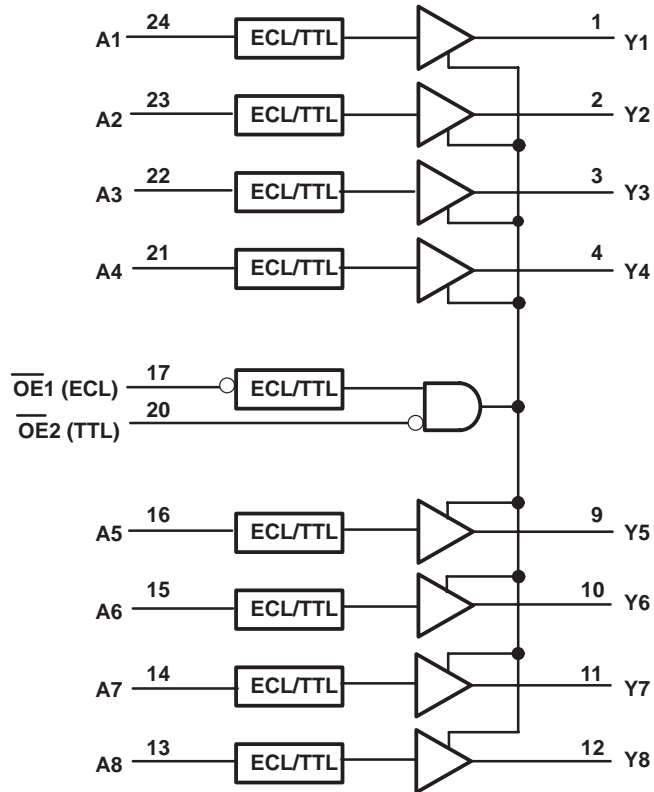 A1 24 ECL/TTL 1 Y1
A2 23 ECL/TTL 2 Y2
A3 22 ECL/TTL 3 Y3
A4 21 ECL/TTL 4 Y4
O̅E̅1 (ECL) 17 ECL/TTL
O̅E̅2 (TTL) 20
A5 16 ECL/TTL 9 Y5
A6 15 ECL/TTL 10 Y6
A7 14 ECL/TTL 11 Y7
A8 13 ECL/TTL 12 Y8